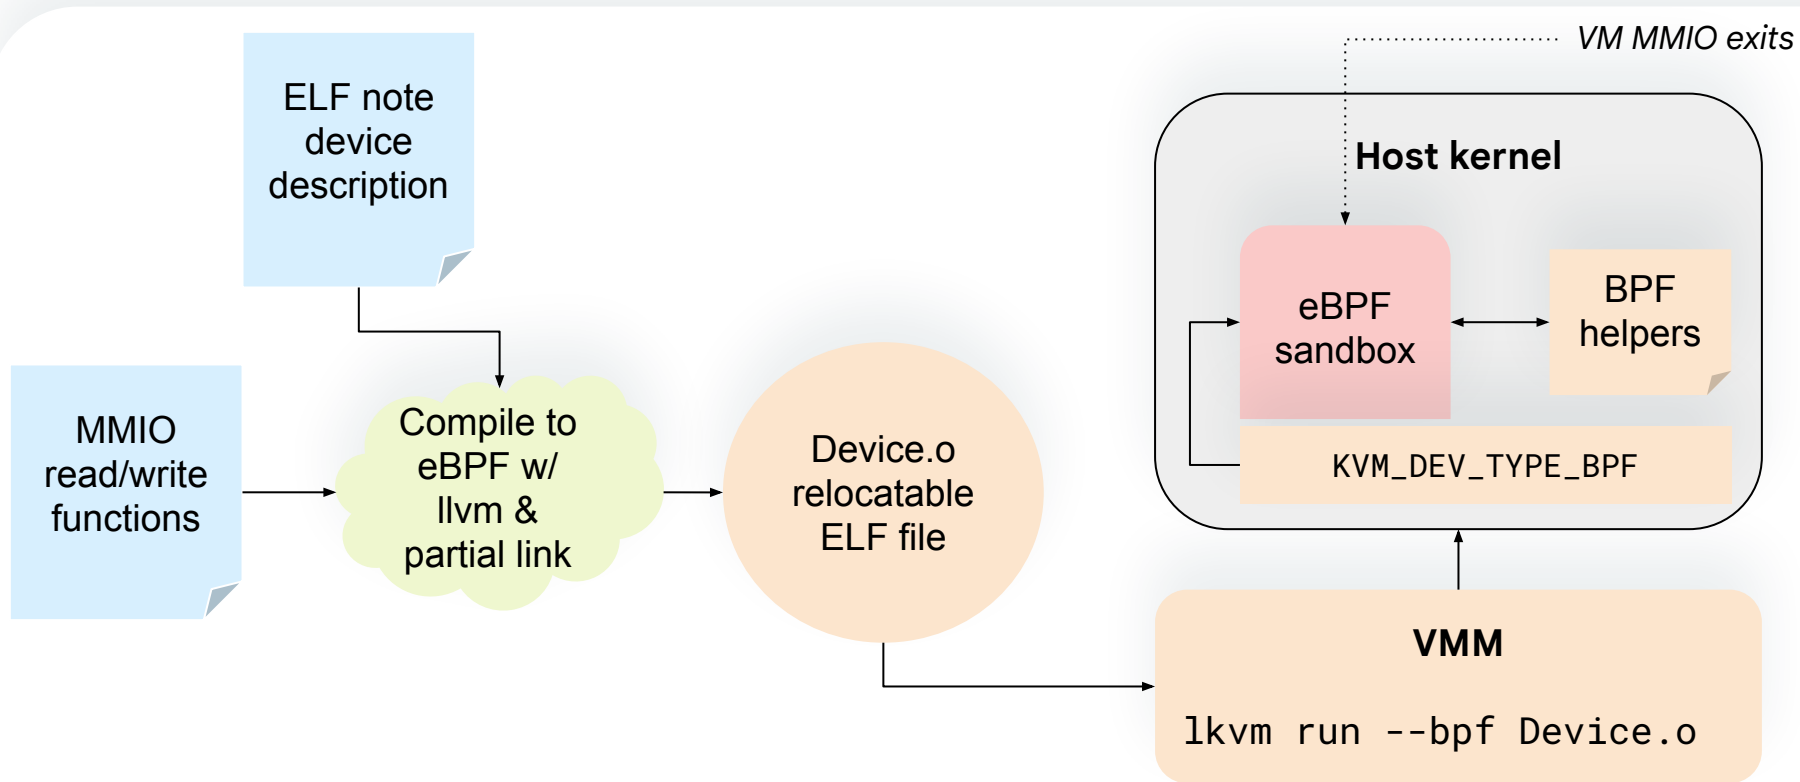 VM MMIO exits
ELF note
device
description
Host kernel
eBPF
sandbox
BPF
helpers
KVM_DEV_TYPE_BPF
MMIO
read/write
functions
Compile to
eBPF w/
llvm &
partial link
Device.o
relocatable
ELF file
VMM
lkvm run --bpf Device.o